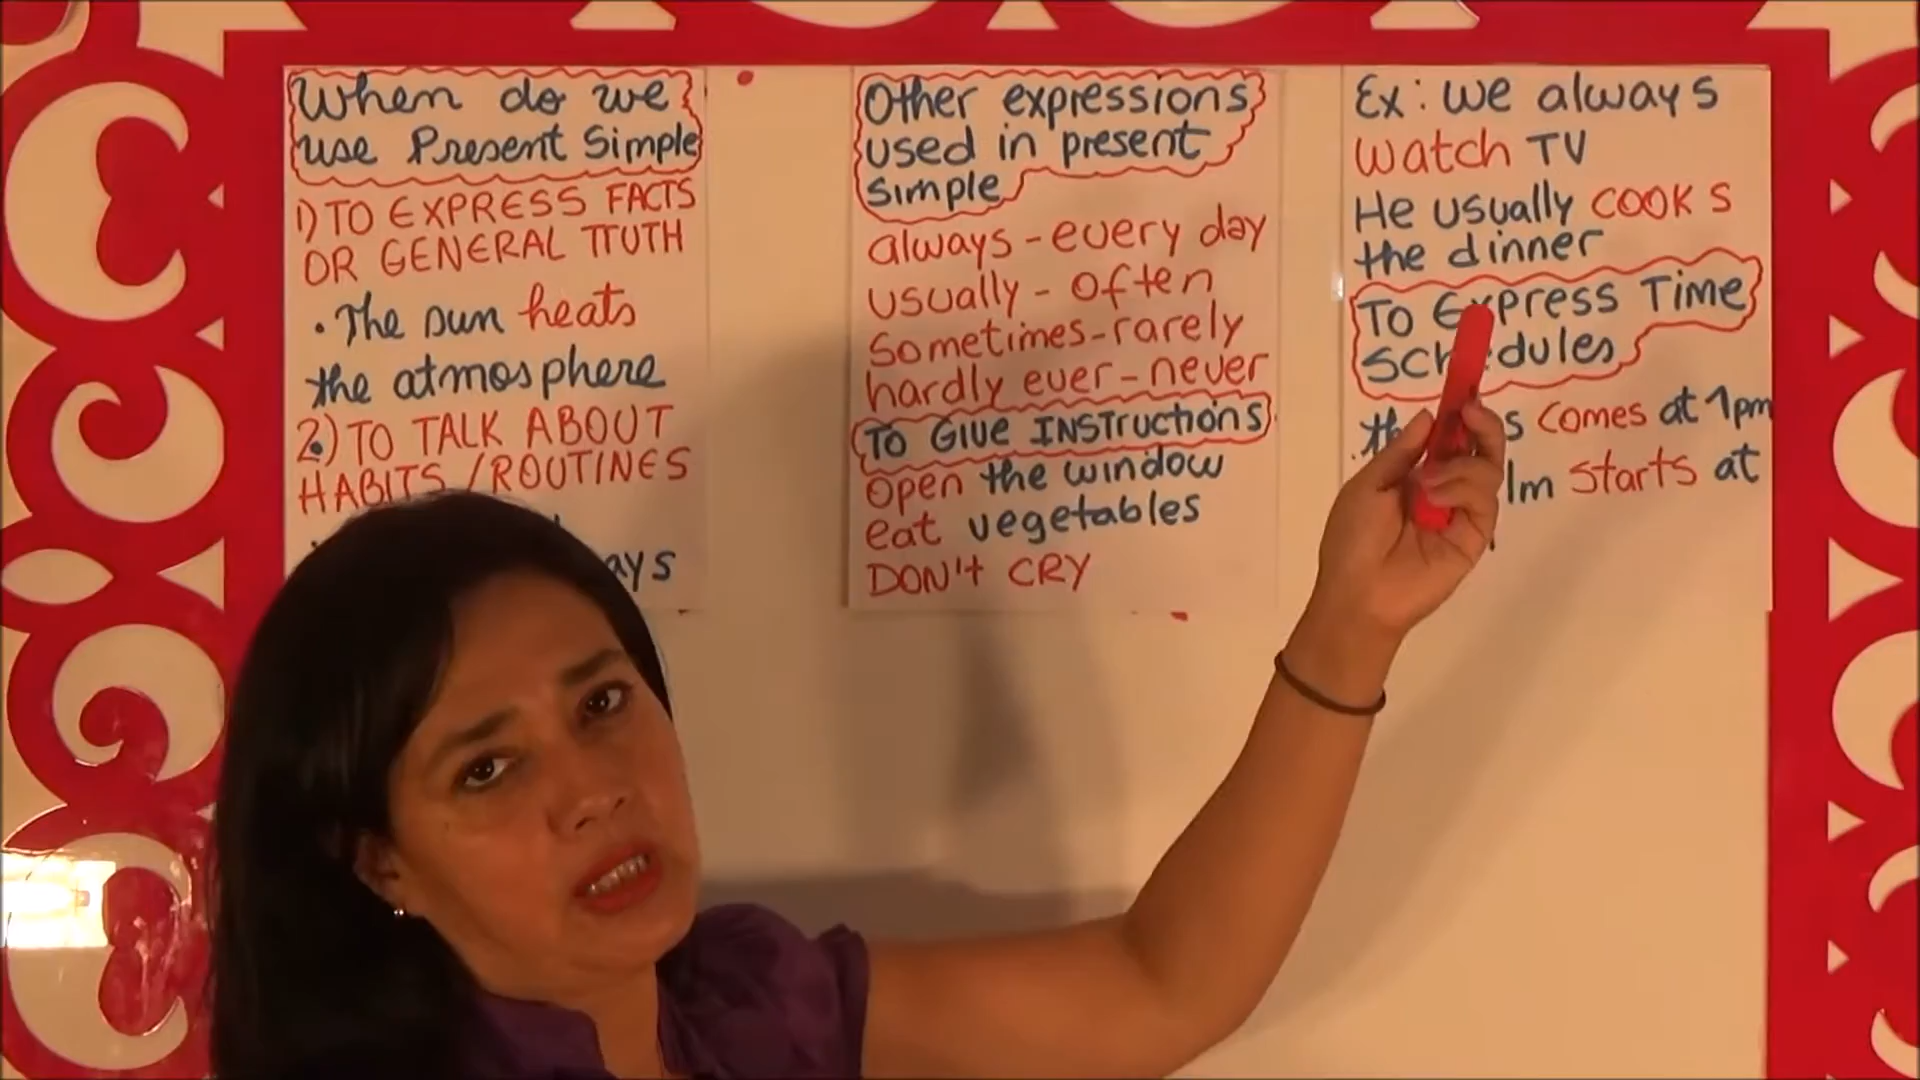 When do we
use Present Simple
1) TO EXPRESS FACTS
OR GENERAL TRUTH
• The sun heats
the atmosphere
2.) TO TALK ABOUT
HABITS / ROUTINES
Other expressions
used in present
simple
always - every day
usually - often
Sometimes - rarely
hardly ever - never
TO GIVE INSTRUCTIONS
open the window
eat vegetables
DON't CRY
Ex: we always
watch TV
He usually COOKS
the dinner
To Express Time
Schedules
comes at 1pm
starts at